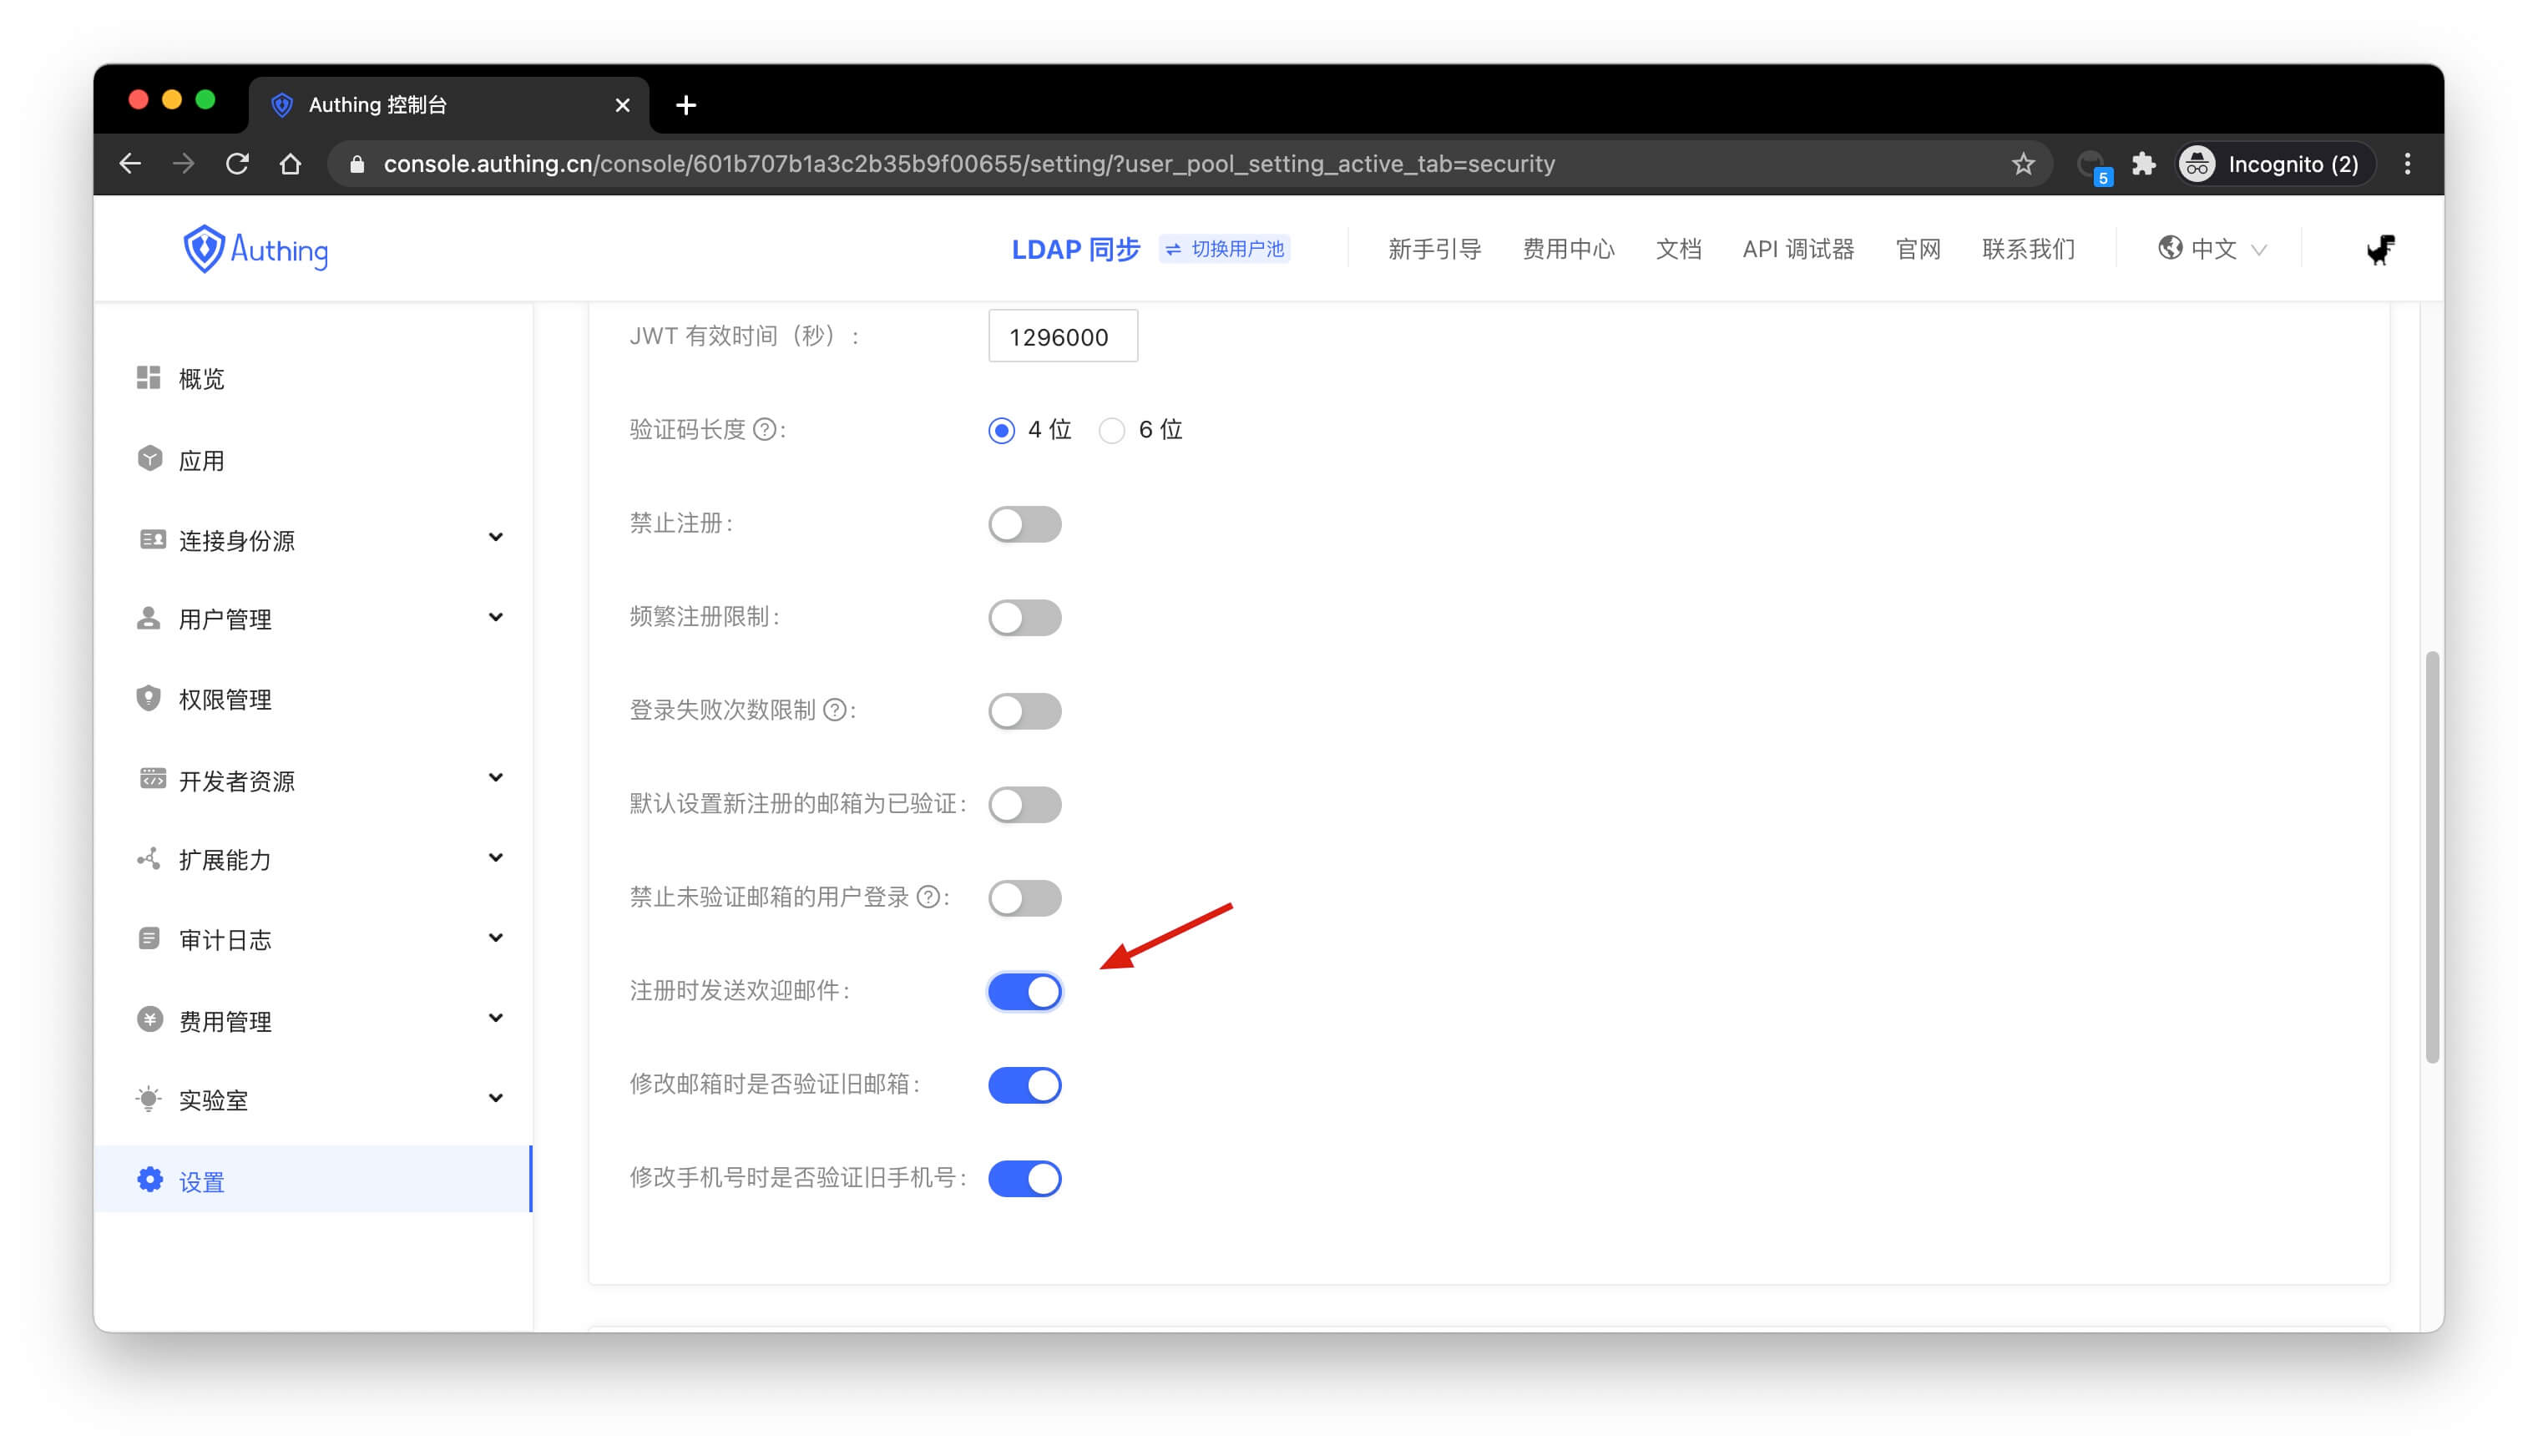 Authing 控制台
console.authing.cn/console/601b707b1a3c2b35b9f00655/setting/?user_pool_setting_active_tab=security
5
Incognito (2)
Authing
LDAP 同步 切换用户池 新手引导 费用中心 文档 API 调试器 官网 联系我们 中文
概览
应用
连接身份源
用户管理
权限管理
开发者资源
扩展能力
审计日志
费用管理
实验室
设置
JWT 有效时间（秒）: 1296000
验证码长度 ? : 4 位 6 位
禁止注册:
频繁注册限制:
登录失败次数限制 ? :
默认设置新注册的邮箱为已验证:
禁止未验证邮箱的用户登录 ? :
注册时发送欢迎邮件:
修改邮箱时是否验证旧邮箱:
修改手机号时是否验证旧手机号: